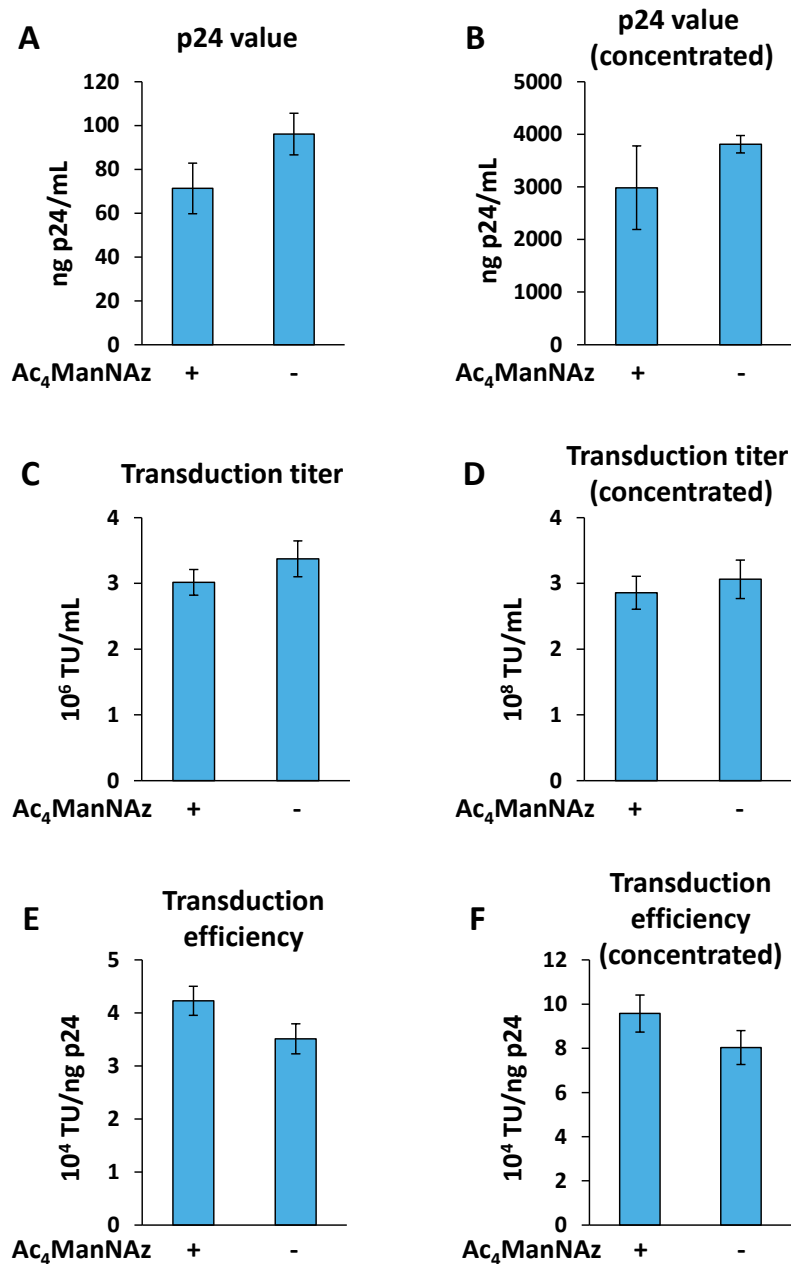 A
p24 value
120
100
80
60
40
20
0
ng p24/mL
Ac₄ManNAz + -
B
p24 value
(concentrated)
5000
4000
3000
2000
1000
0
ng p24/mL
Ac₄ManNAz + -
C
Transduction titer
4
3
2
1
0
10⁶ TU/mL
Ac₄ManNAz + -
D
Transduction titer
(concentrated)
4
3
2
1
0
10⁸ TU/mL
Ac₄ManNAz + -
E
Transduction
efficiency
5
4
3
2
1
0
10⁴ TU/ng p24
Ac₄ManNAz + -
F
Transduction
efficiency
(concentrated)
12
10
8
6
4
2
0
10⁴ TU/ng p24
Ac₄ManNAz + -